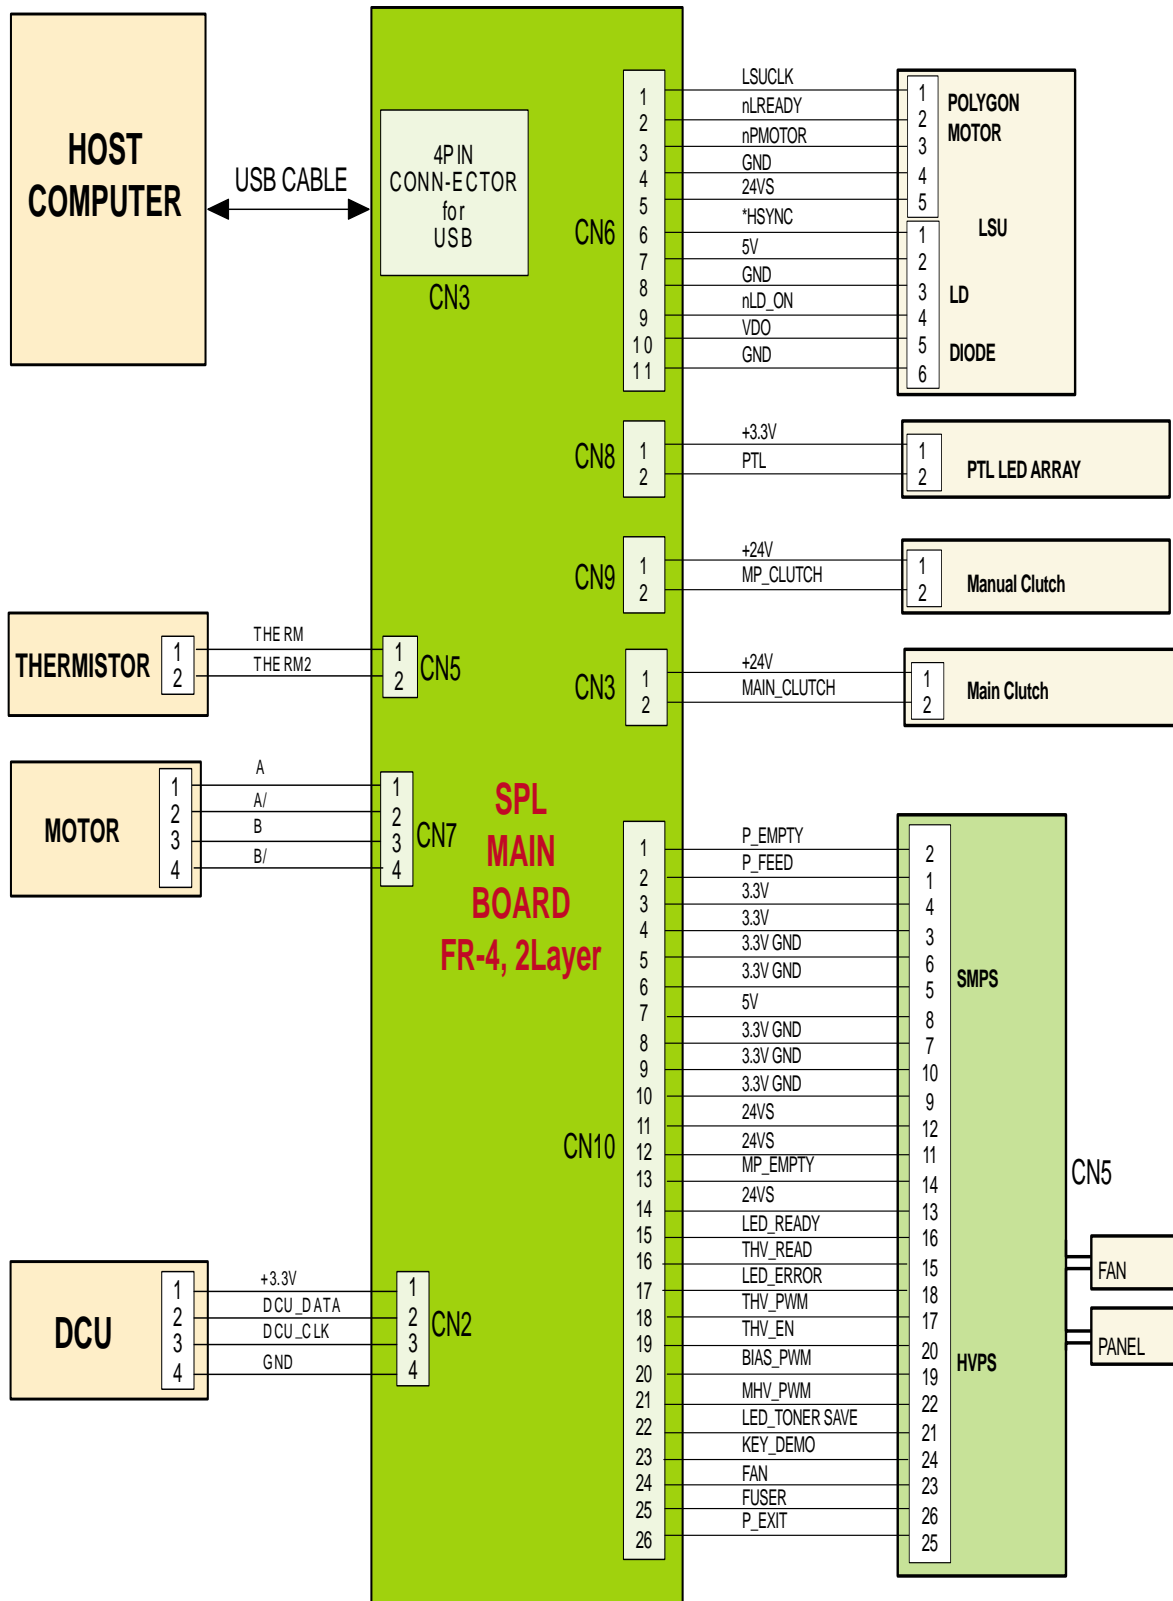 HOST
COMPUTER
USB CABLE
4PIN
CONN-ECTOR
for
USB
CN3
THERMISTOR
1
2
THERM
THERM2
1
2
CN5
MOTOR
1
2
3
4
A
A/
B
B/
1
2
3
4
CN7
SPL
MAIN
BOARD
FR-4, 2Layer
DCU
1
2
3
4
+3.3V
DCU_DATA
DCU_CLK
GND
1
2
3
4
CN2
CN6
1
2
3
4
5
6
7
8
9
10
11
LSUCLK
nLREADY
nPMOTOR
GND
24VS
*HSYNC
5V
GND
nLD_ON
VDO
GND
1
2
3
4
5
1
2
3
4
5
6
POLYGON
MOTOR
LSU
LD
DIODE
CN8
1
2
+3.3V
PTL
1
2
PTL LED ARRAY
CN9
1
2
+24V
MP_CLUTCH
1
2
Manual Clutch
CN3
1
2
+24V
MAIN_CLUTCH
1
2
Main Clutch
CN10
1
2
3
4
5
6
7
8
9
10
11
12
13
14
15
16
17
18
19
20
21
22
23
24
25
26
P_EMPTY
P_FEED
3.3V
3.3V
3.3V GND
3.3V GND
5V
3.3V GND
3.3V GND
3.3V GND
24VS
24VS
MP_EMPTY
24VS
LED_READY
THV_READ
LED_ERROR
THV_PWM
THV_EN
BIAS_PWM
MHV_PWM
LED_TONER SAVE
KEY_DEMO
FAN
FUSER
P_EXIT
2
1
4
3
6
5
8
7
10
9
12
11
14
13
16
15
18
17
20
19
22
21
24
23
26
25
SMPS
HVPS
CN5
FAN
PANEL